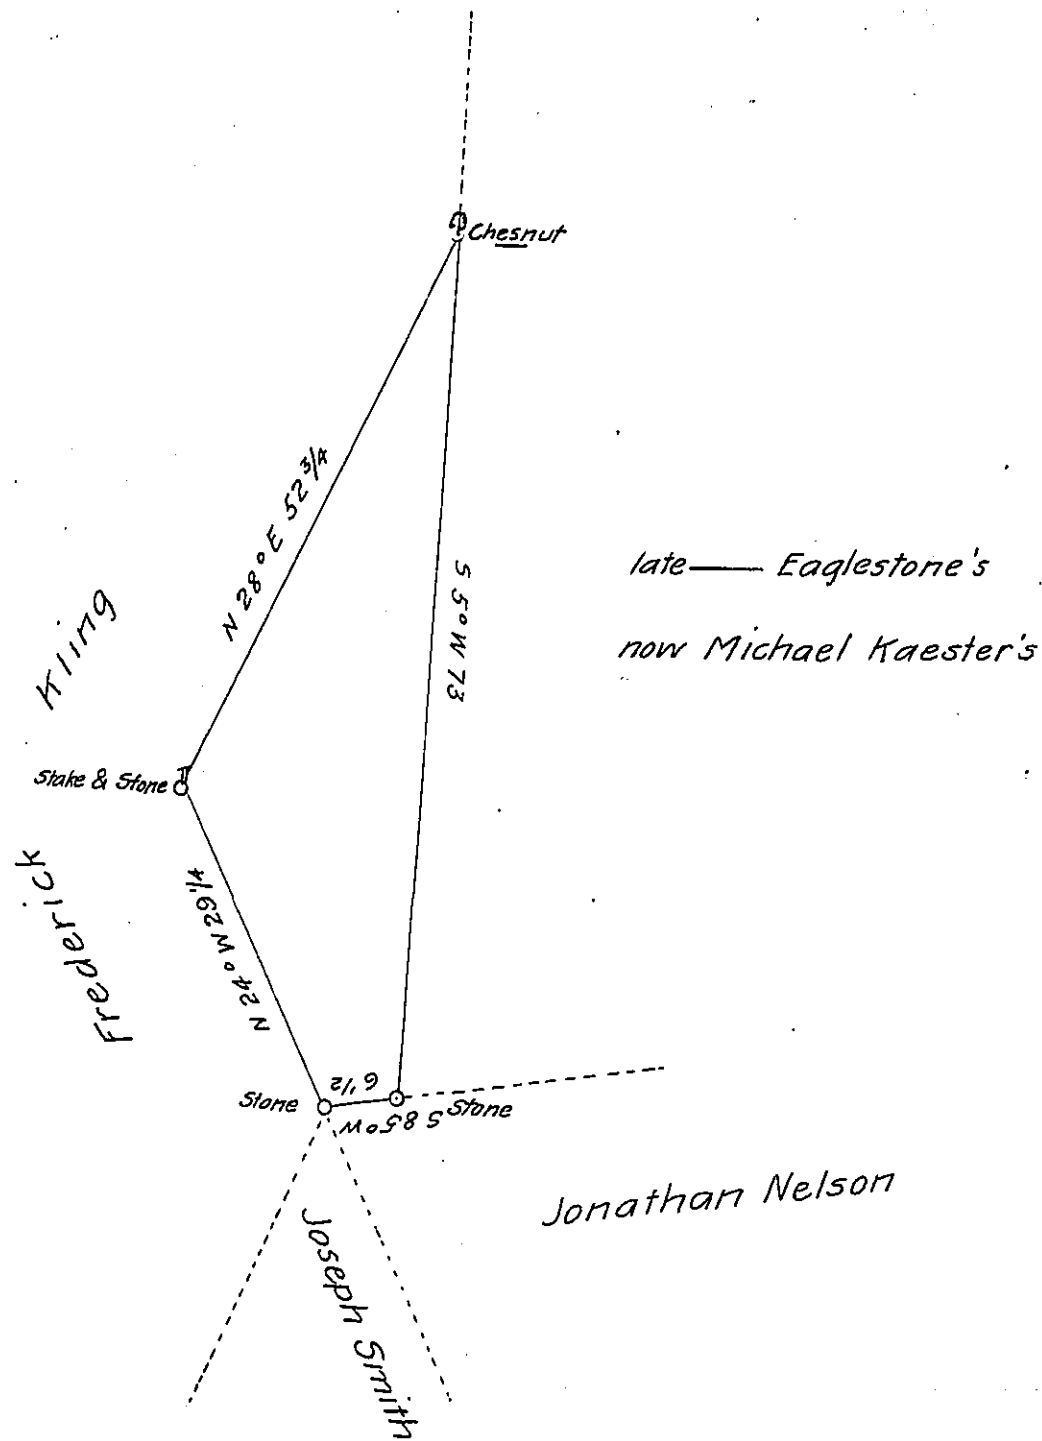 Chesnut
N 28° E 52 3/4
S 5° W 73
late — Eaglestone's
now Michael Kaester's
Kling
Stake & Stone
Frederick
N 24° W 29 1/4
6 1/2
Stone
Stone
S 85° W
Jonathan Nelson
Joseph Smith